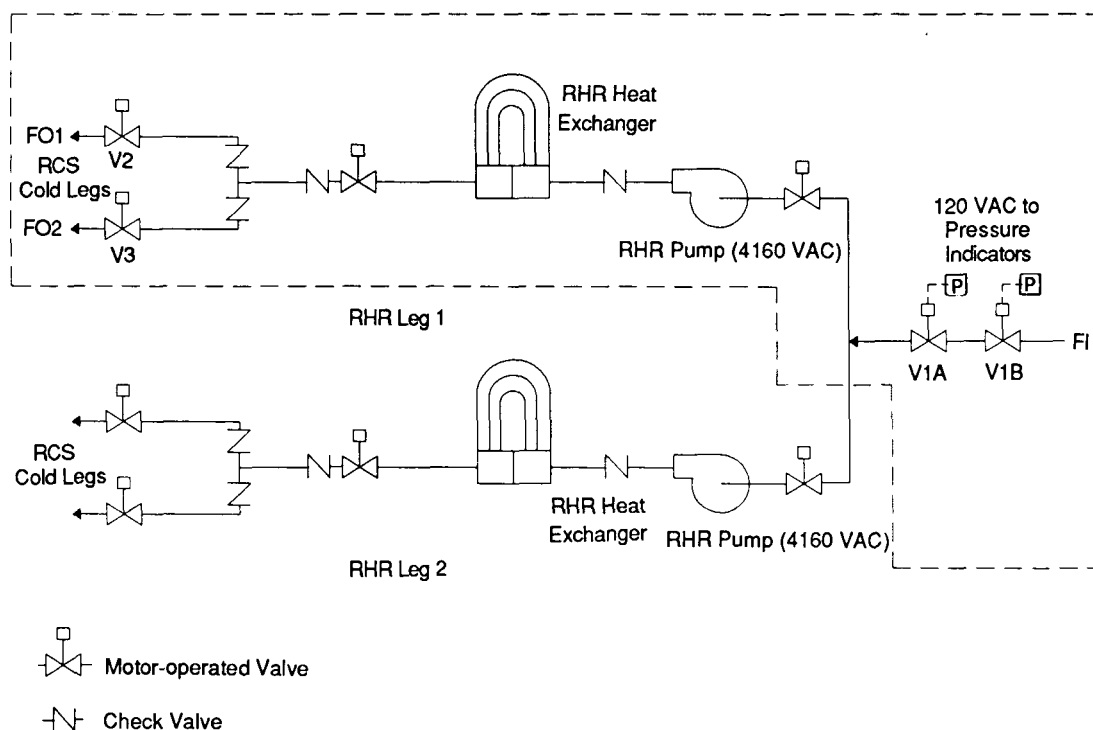 RHR Heat
Exchanger
FO1
V2
RCS
Cold Legs
FO2
V3
RHR Pump (4160 VAC)
120 VAC to
Pressure
Indicators
P
P
FI
V1A
V1B
RHR Leg 1
RCS
Cold Legs
RHR Heat
Exchanger
RHR Pump (4160 VAC)
RHR Leg 2
Motor-operated Valve
Check Valve